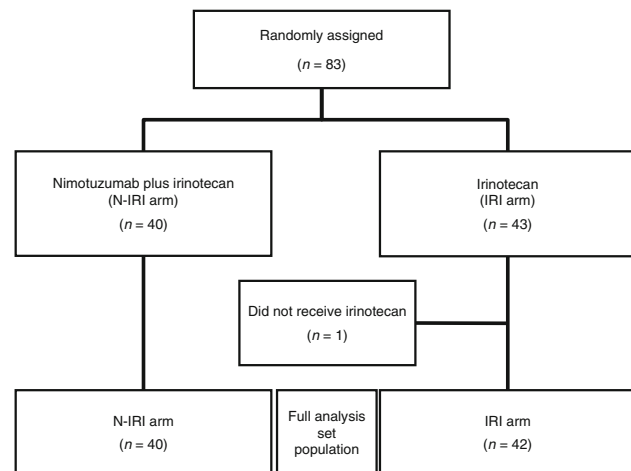 Randomly assigned
(n = 83)
Nimotuzumab plus irinotecan
(N-IRI arm)
(n = 40)
Irinotecan
(IRI arm)
(n = 43)
Did not receive irinotecan
(n = 1)
N-IRI arm
(n = 40)
Full analysis
set
population
IRI arm
(n = 42)